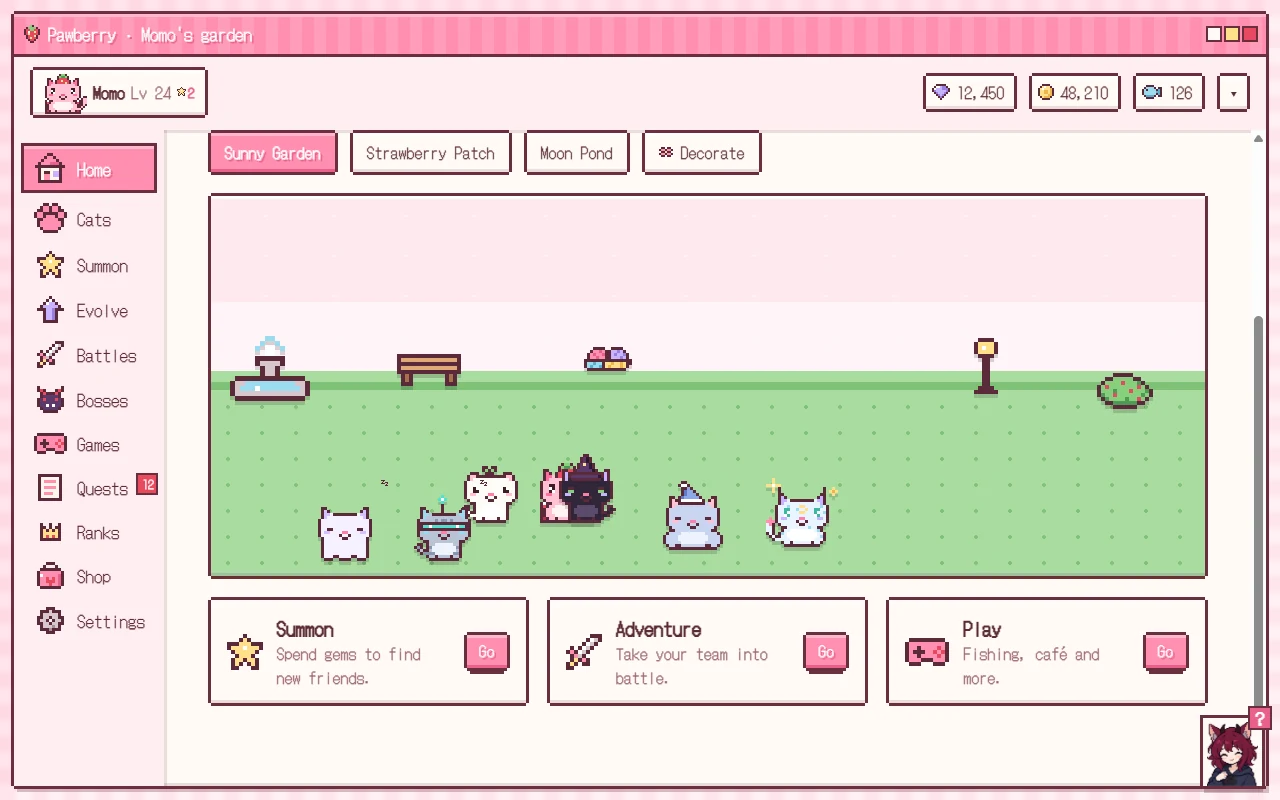 Pawberry · Momo's garden
Momo Lv 24 2
12,450
48,210
126
Home
Cats
Summon
Evolve
Battles
Bosses
Games
Quests 12
Ranks
Shop
Settings
Sunny Garden
Strawberry Patch
Moon Pond
Decorate
zz
zz
Summon
Spend gems to find
new friends.
Go
Adventure
Take your team into
battle.
Go
Play
Fishing, café and
more.
Go
?